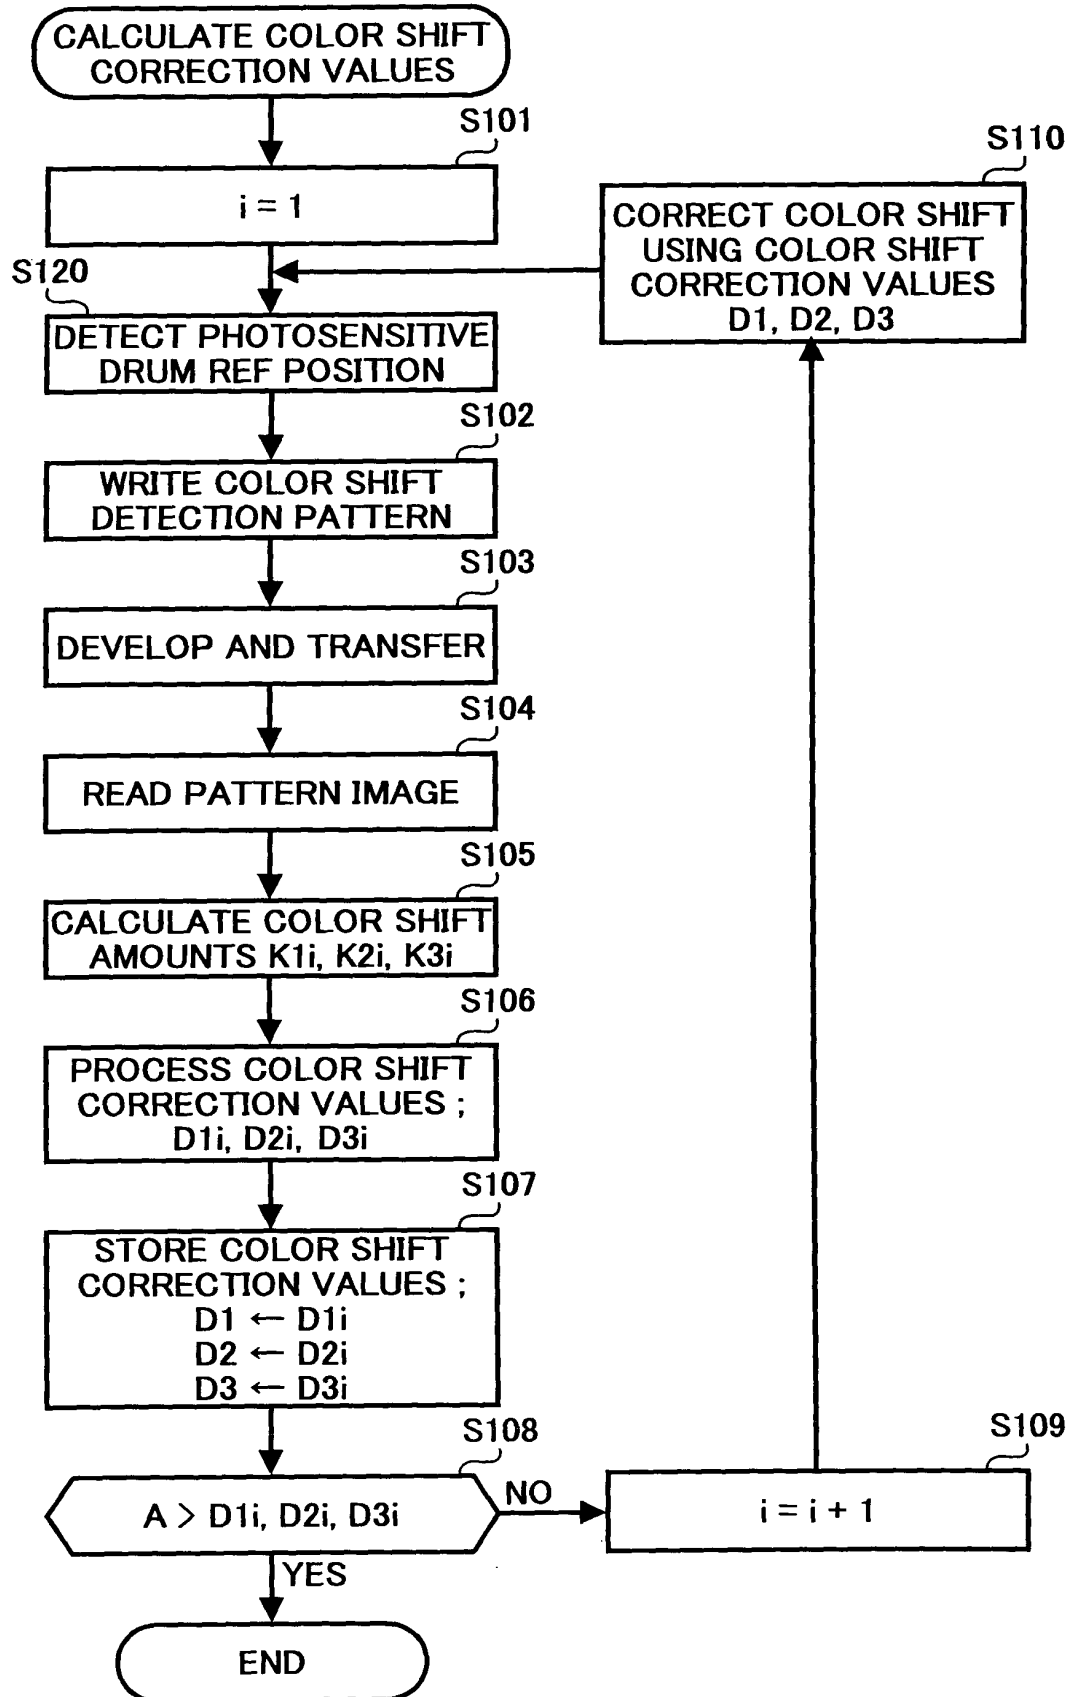 CALCULATE COLOR SHIFT
CORRECTION VALUES
S101
i = 1
S110
CORRECT COLOR SHIFT
USING COLOR SHIFT
CORRECTION VALUES
D1, D2, D3
S120
DETECT PHOTOSENSITIVE
DRUM REF POSITION
S102
WRITE COLOR SHIFT
DETECTION PATTERN
S103
DEVELOP AND TRANSFER
S104
READ PATTERN IMAGE
S105
CALCULATE COLOR SHIFT
AMOUNTS K1i, K2i, K3i
S106
PROCESS COLOR SHIFT
CORRECTION VALUES ;
D1i, D2i, D3i
S107
STORE COLOR SHIFT
CORRECTION VALUES ;
D1 ← D1i
D2 ← D2i
D3 ← D3i
S108
A > D1i, D2i, D3i
NO
S109
i = i + 1
YES
END